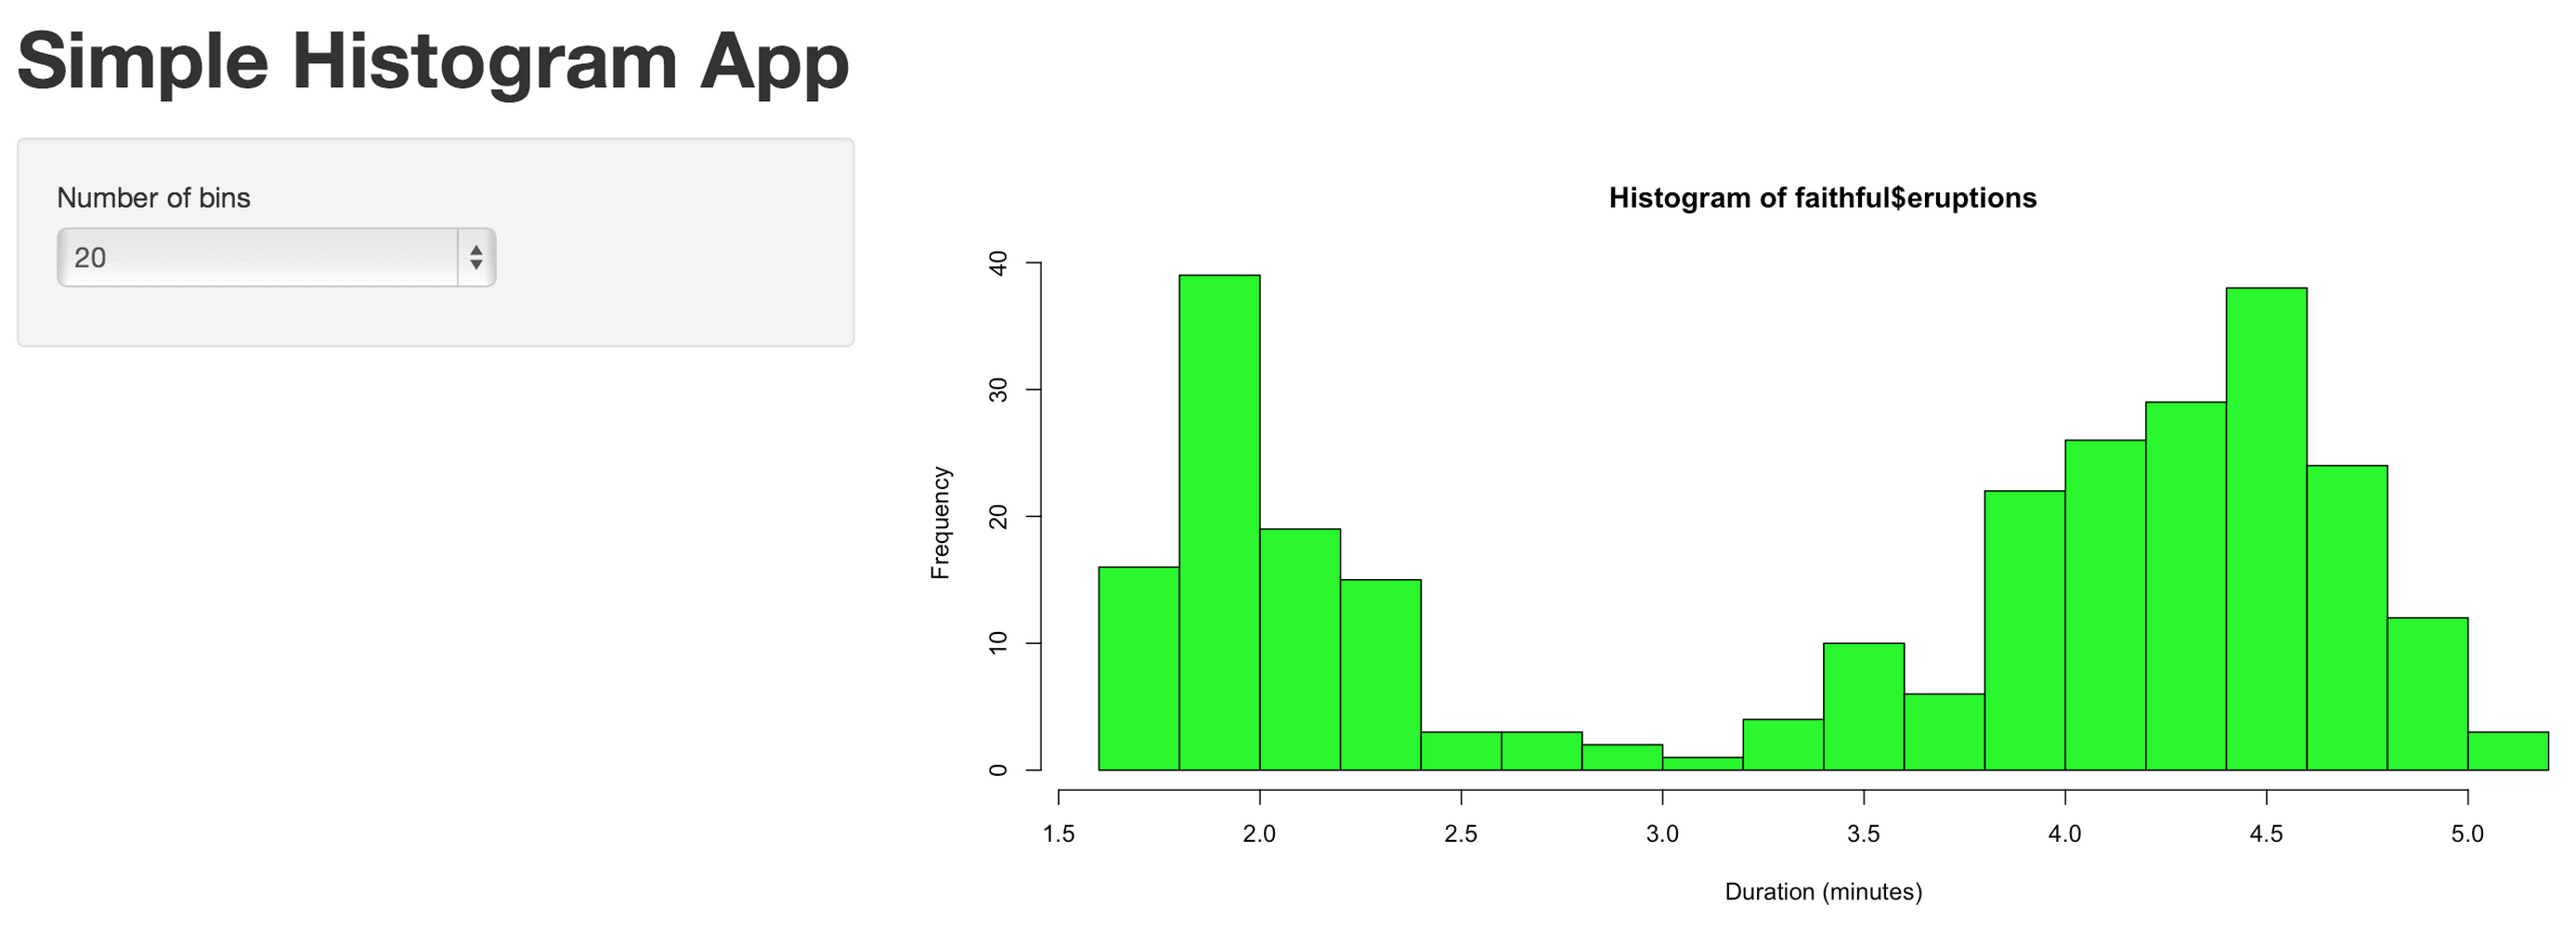 Simple Histogram App
Number of bins
20
Histogram of faithful$eruptions
Frequency
40
30
20
10
0
1.5 2.0 2.5 3.0 3.5 4.0 4.5 5.0
Duration (minutes)